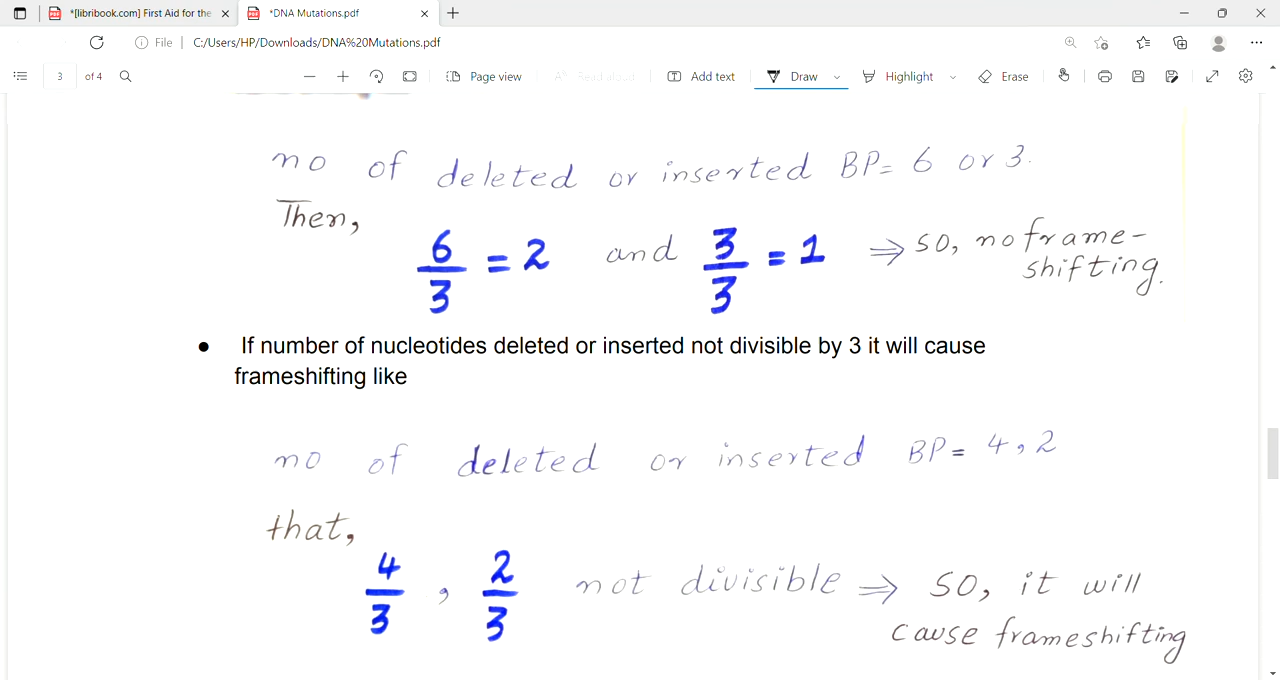 *[libribook.com] First Aid for the
*DNA Mutations.pdf
File | C:/Users/HP/Downloads/DNA%20Mutations.pdf
3 of 4
Page view
Read aloud
Add text
Draw
Highlight
Erase
no of deleted or inserted BP= 6 or 3.
Then,
6/3 = 2 and 3/3 = 1 ⇒ so, no frame-
shifting.
● If number of nucleotides deleted or inserted not divisible by 3 it will cause
frameshifting like
no of deleted or inserted BP= 4,2
that,
4/3 , 2/3 not divisible ⇒ so, it will
cause frameshifting